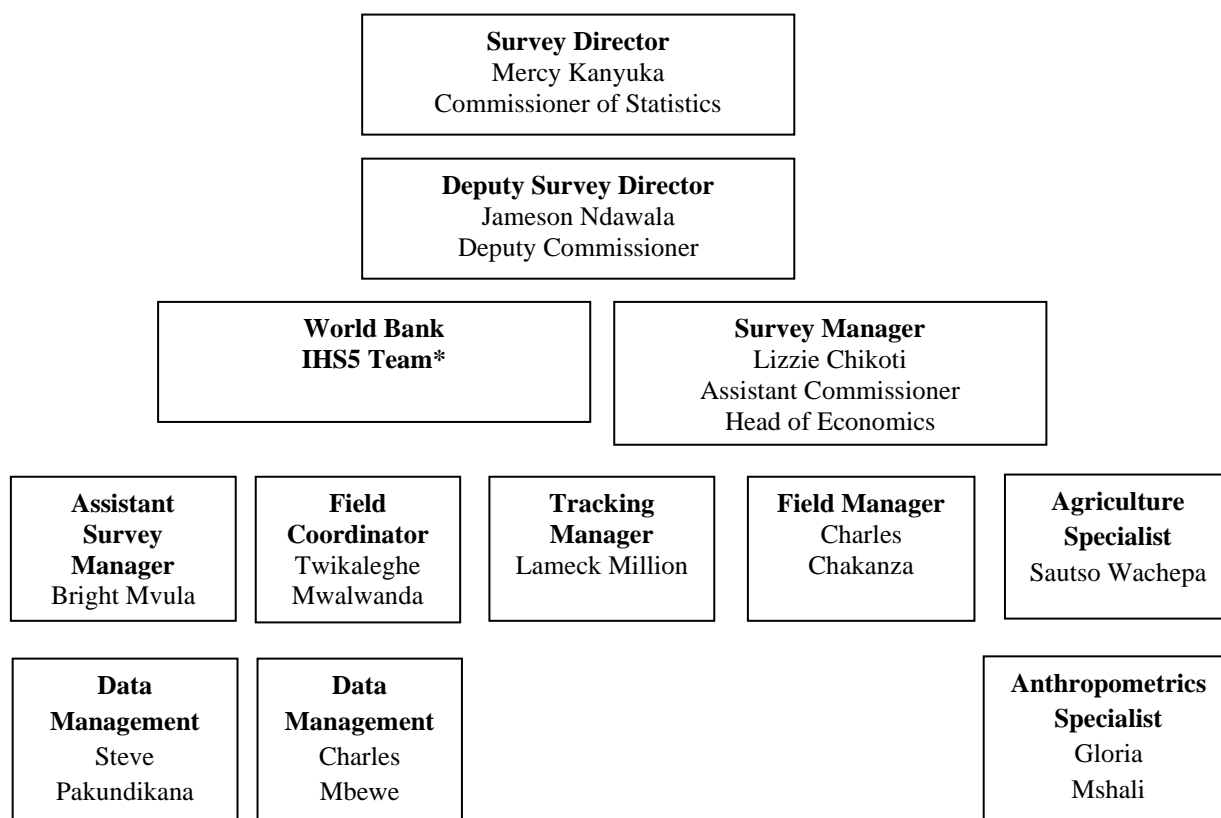 Survey Director
Mercy Kanyuka
Commissioner of Statistics
Deputy Survey Director
Jameson Ndawala
Deputy Commissioner
World Bank
IHS5 Team*
Survey Manager
Lizzie Chikoti
Assistant Commissioner
Head of Economics
Assistant
Survey
Manager
Bright Mvula
Field
Coordinator
Twikaleghe
Mwalwanda
Tracking
Manager
Lameck Million
Field Manager
Charles
Chakanza
Agriculture
Specialist
Sautso Wachepa
Data
Management
Steve
Pakundikana
Data
Management
Charles
Mbewe
Anthropometrics
Specialist
Gloria
Mshali